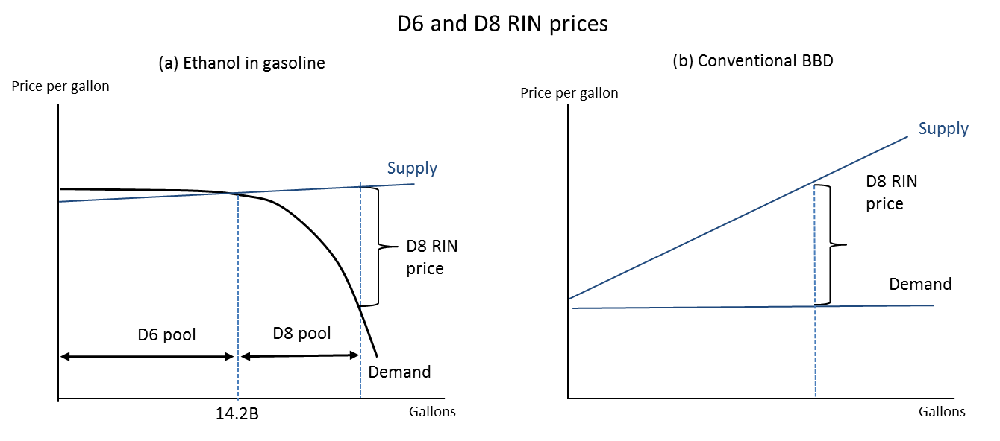 D6 and D8 RIN prices
(a) Ethanol in gasoline
Price per gallon
Supply
D8 RIN
price
D6 pool
D8 pool
Demand
14.2B
Gallons
(b) Conventional BBD
Price per gallon
Supply
D8 RIN
price
Demand
Gallons